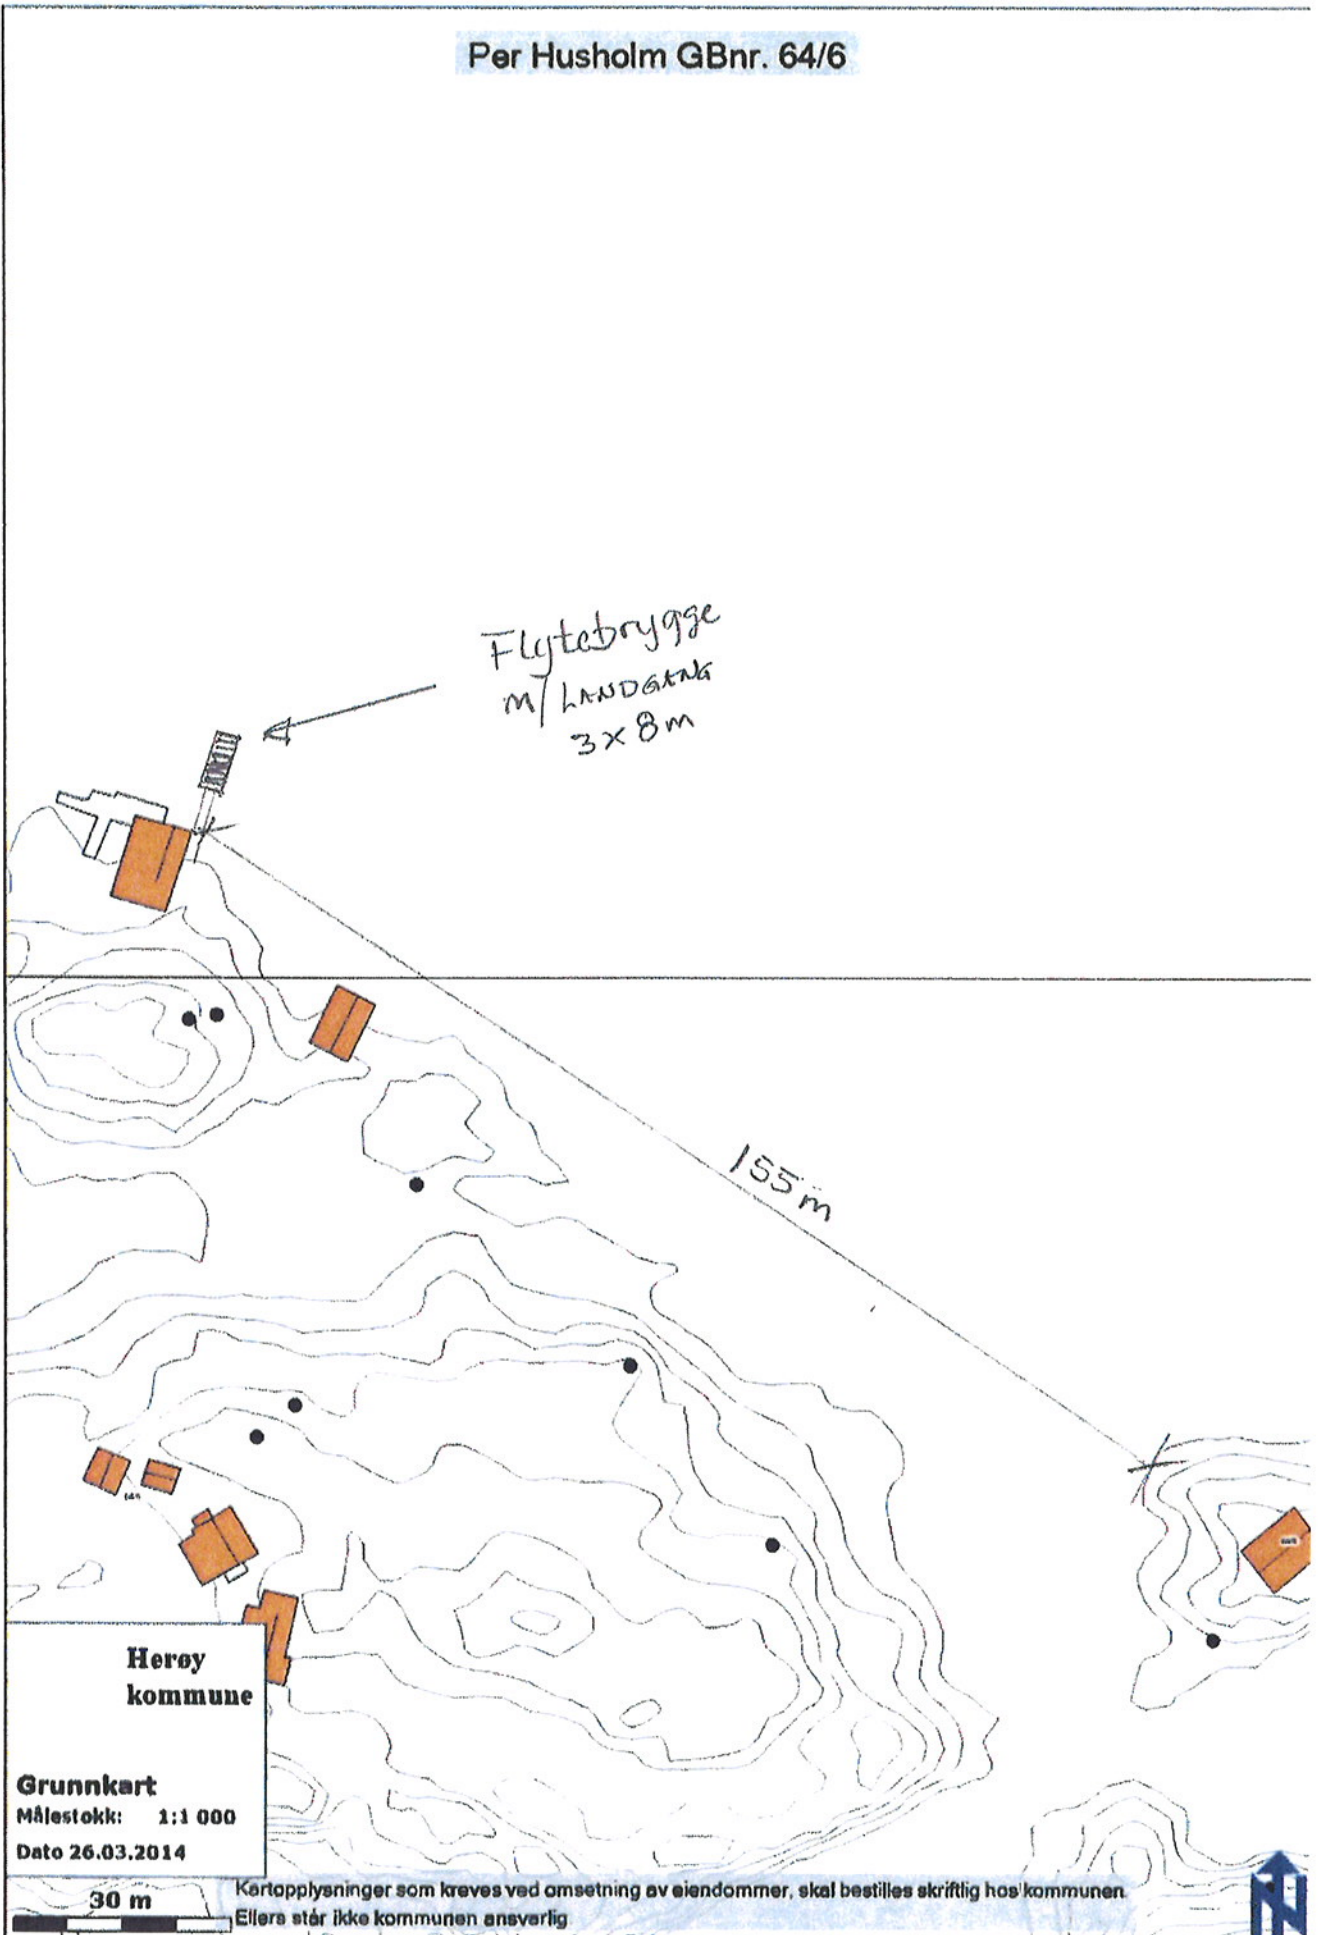 Per Husholm GBnr. 64/6
Flytebrygge
m/ LANDGANG
3x8m
155m
Herøy
kommune
Grunnkart
Målestokk: 1:1 000
Dato 26.03.2014
30 m
Kartopplysninger som kreves ved omsetning av eiendommer, skal bestilles skriftlig hos kommunen.
Ellers står ikke kommunen ansvarlig
N